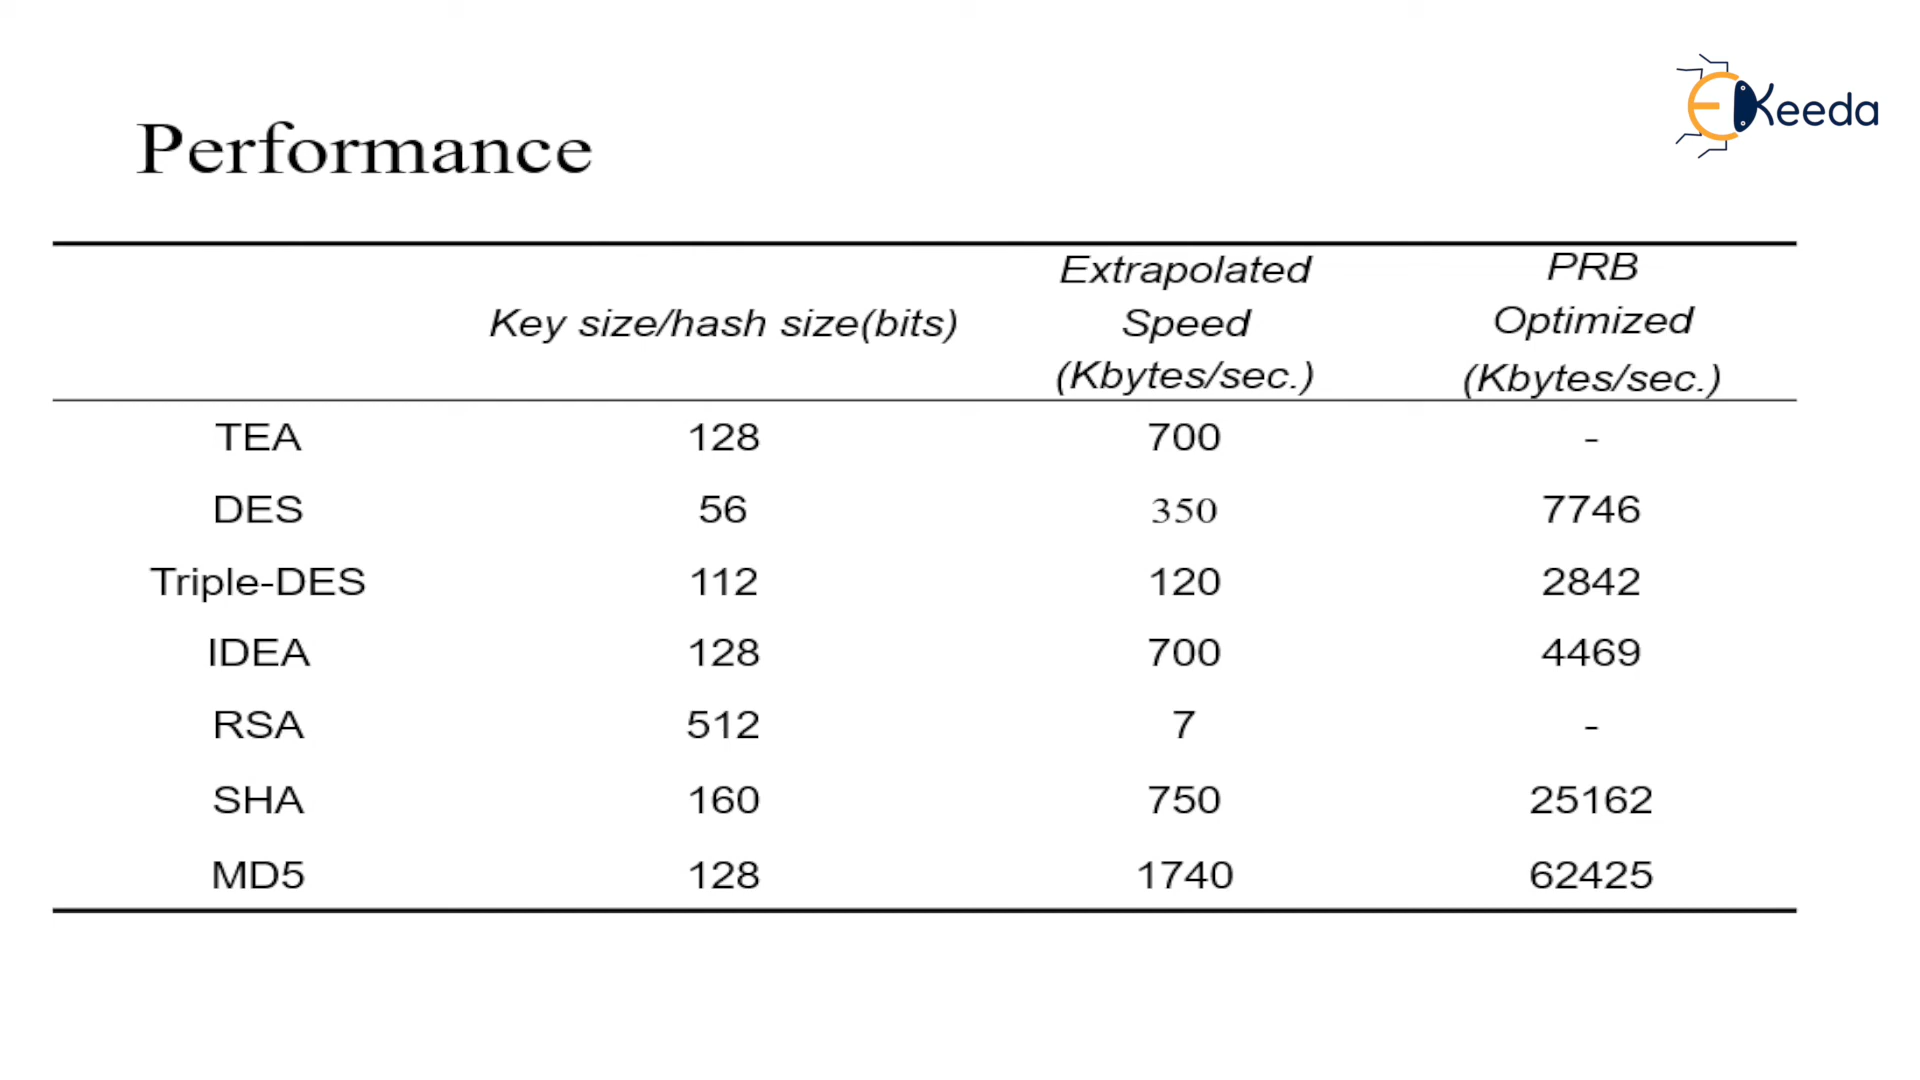 EKeeda
Performance
Key size/hash size(bits) Extrapolated Speed (Kbytes/sec.) PRB Optimized (Kbytes/sec.)
TEA 128 700 -
DES 56 350 7746
Triple-DES 112 120 2842
IDEA 128 700 4469
RSA 512 7 -
SHA 160 750 25162
MD5 128 1740 62425